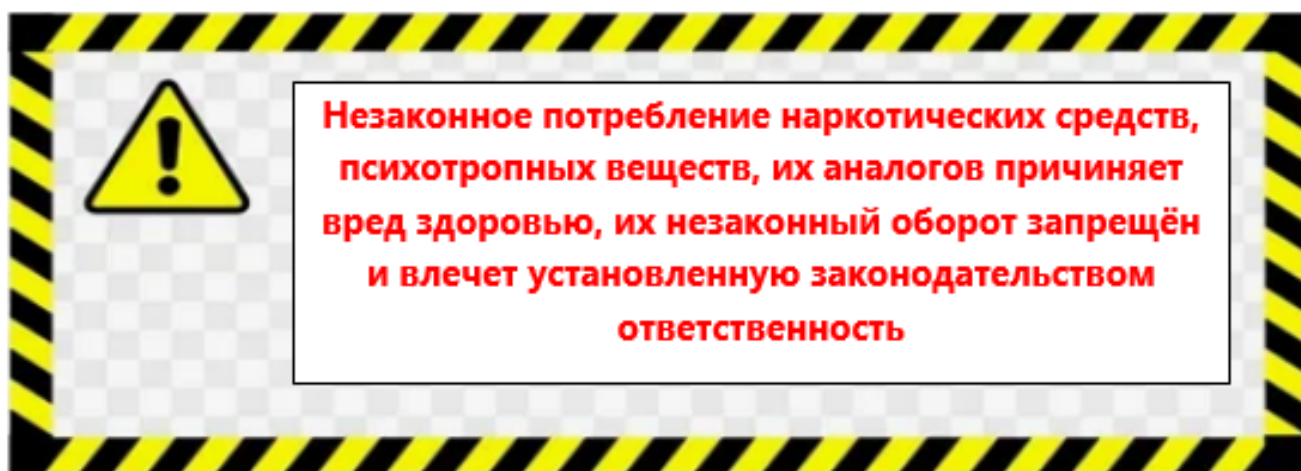 Незаконное потребление наркотических средств,
психотропных веществ, их аналогов причиняет
вред здоровью, их незаконный оборот запрещён
и влечет установленную законодательством
ответственность